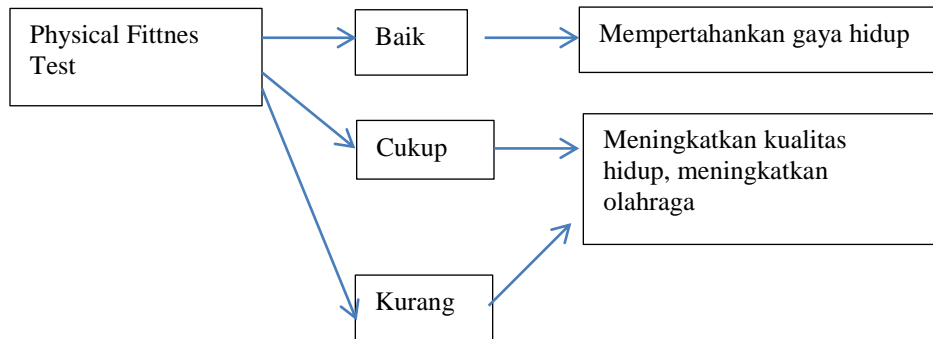 Physical Fittnes
Test
Baik
Mempertahankan gaya hidup
Cukup
Meningkatkan kualitas
hidup, meningkatkan
olahraga
Kurang